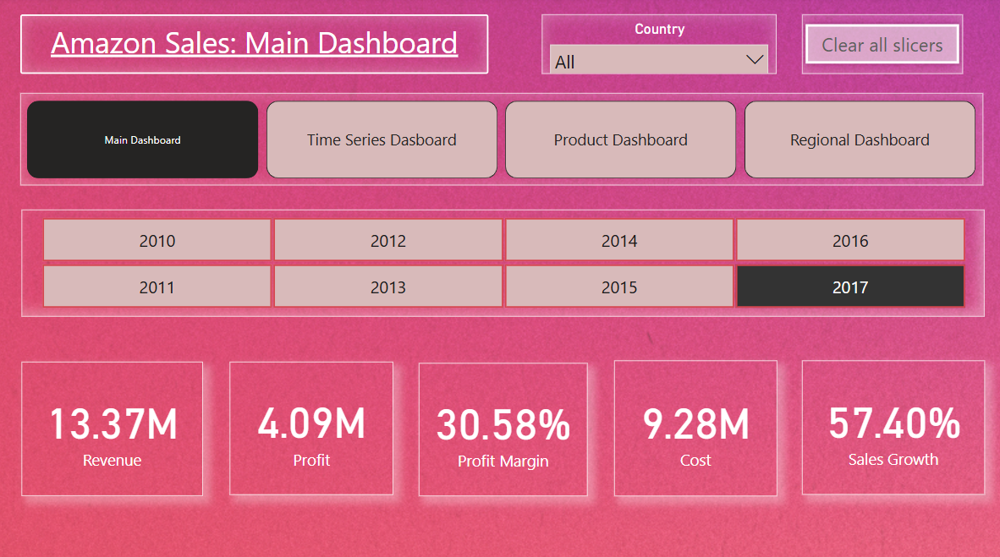 Amazon Sales: Main Dashboard
Country
All
Clear all slicers
Main Dashboard
Time Series Dasboard
Product Dashboard
Regional Dashboard
2010
2012
2014
2016
2011
2013
2015
2017
13.37M
Revenue
4.09M
Profit
30.58%
Profit Margin
9.28M
Cost
57.40%
Sales Growth